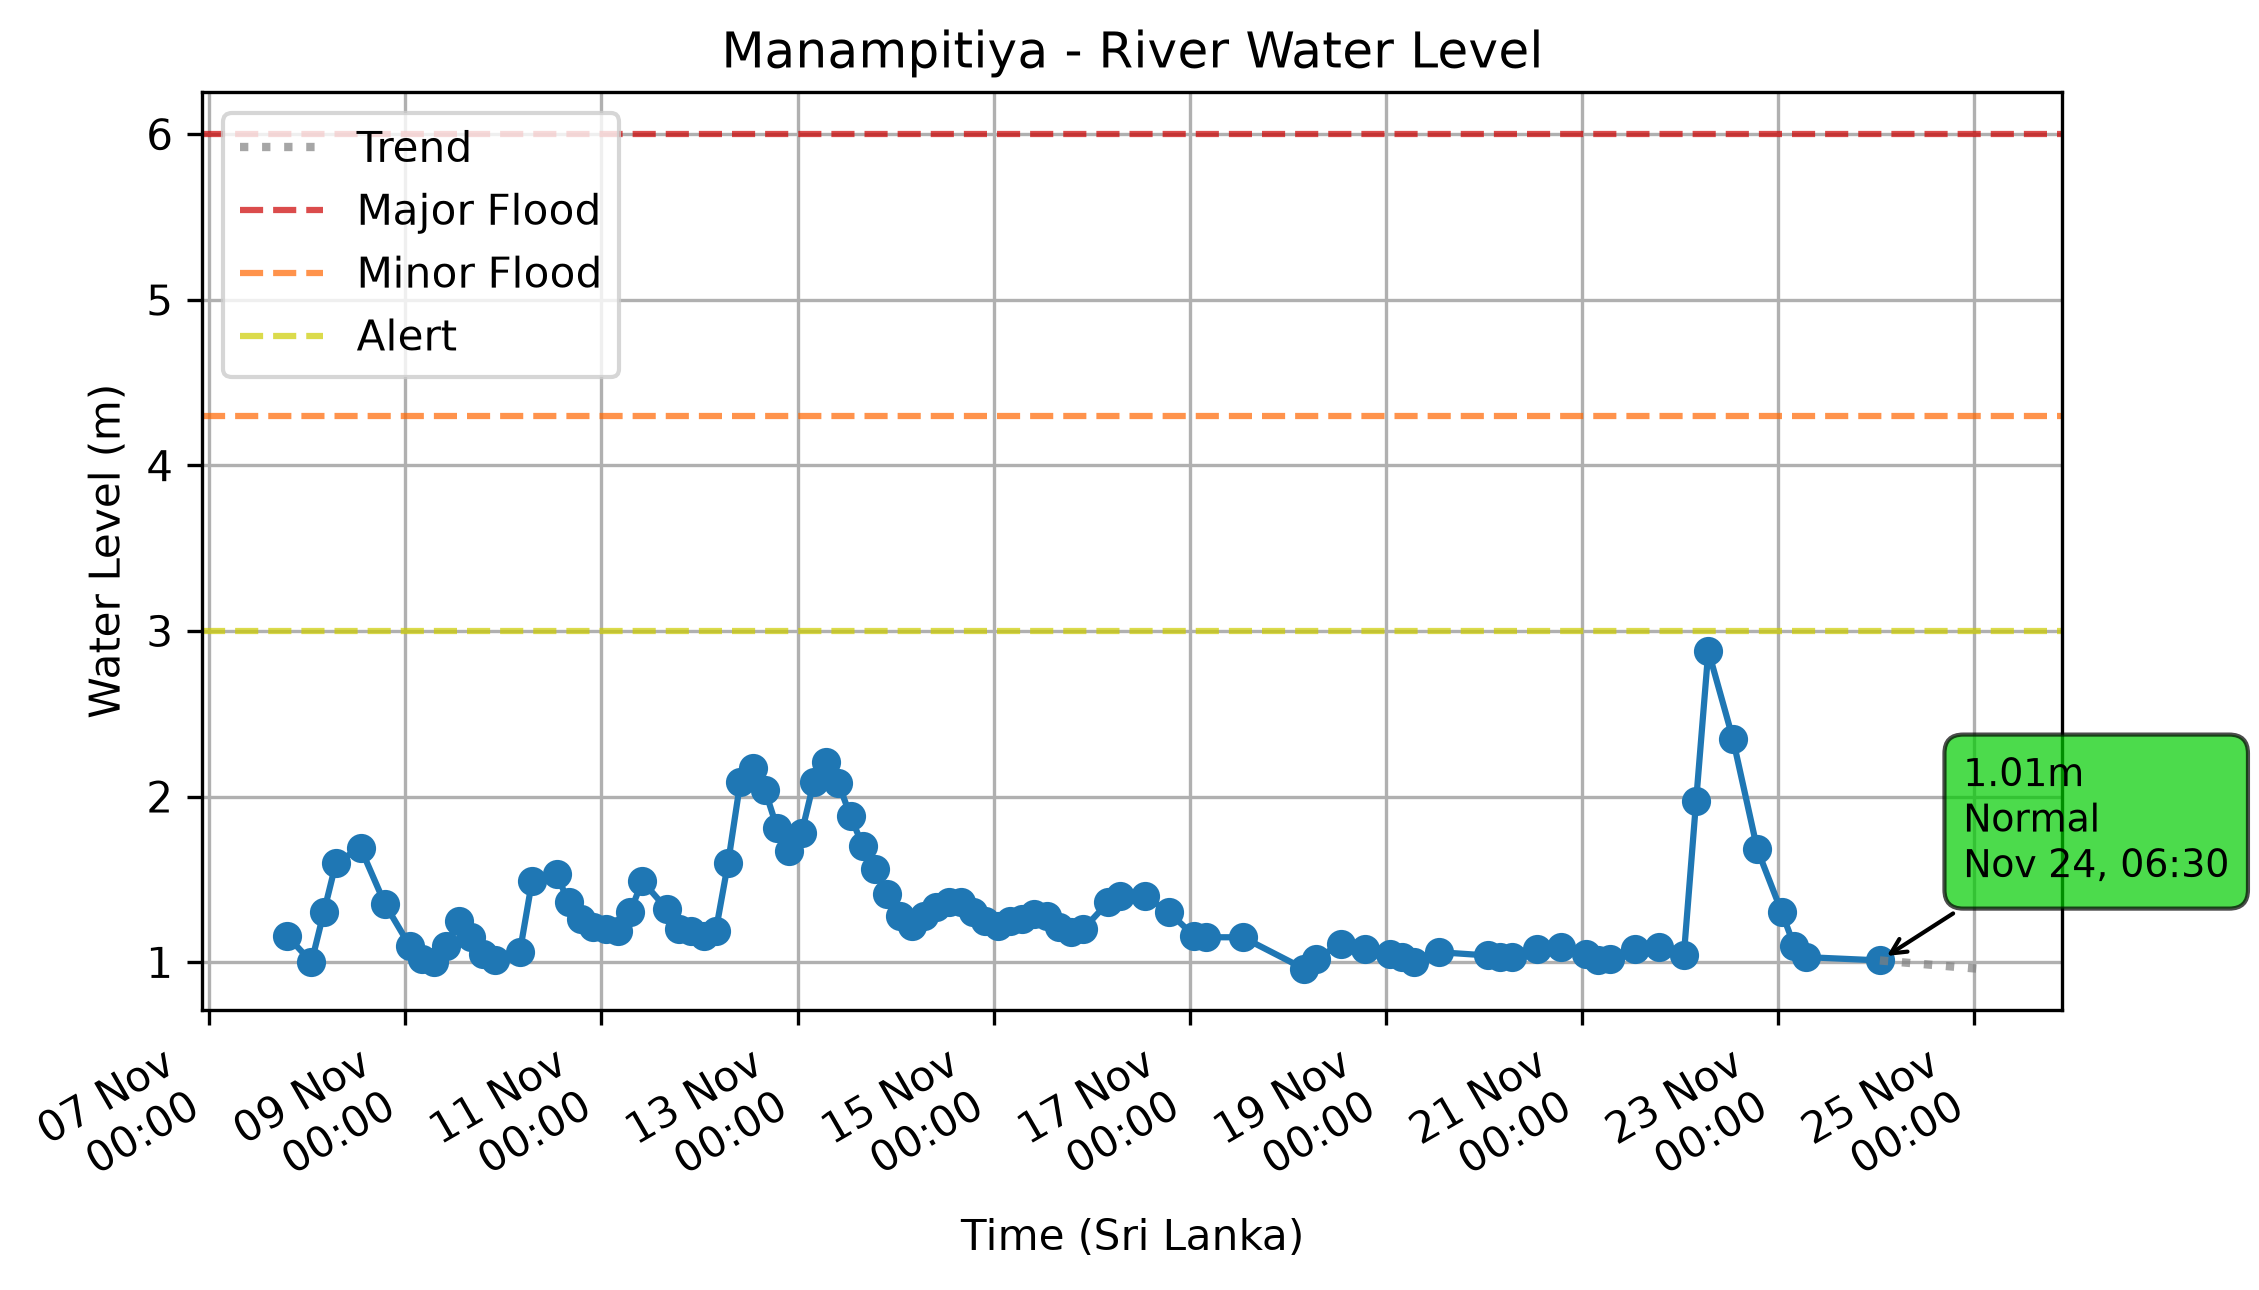 Manampitiya - River Water Level
Trend
Major Flood
Minor Flood
Alert
6
5
4
3
2
1
Water Level (m)
1.01m
Normal
Nov 24, 06:30
07 Nov
00:00
09 Nov
00:00
11 Nov
00:00
13 Nov
00:00
15 Nov
00:00
17 Nov
00:00
19 Nov
00:00
21 Nov
00:00
23 Nov
00:00
25 Nov
00:00
Time (Sri Lanka)